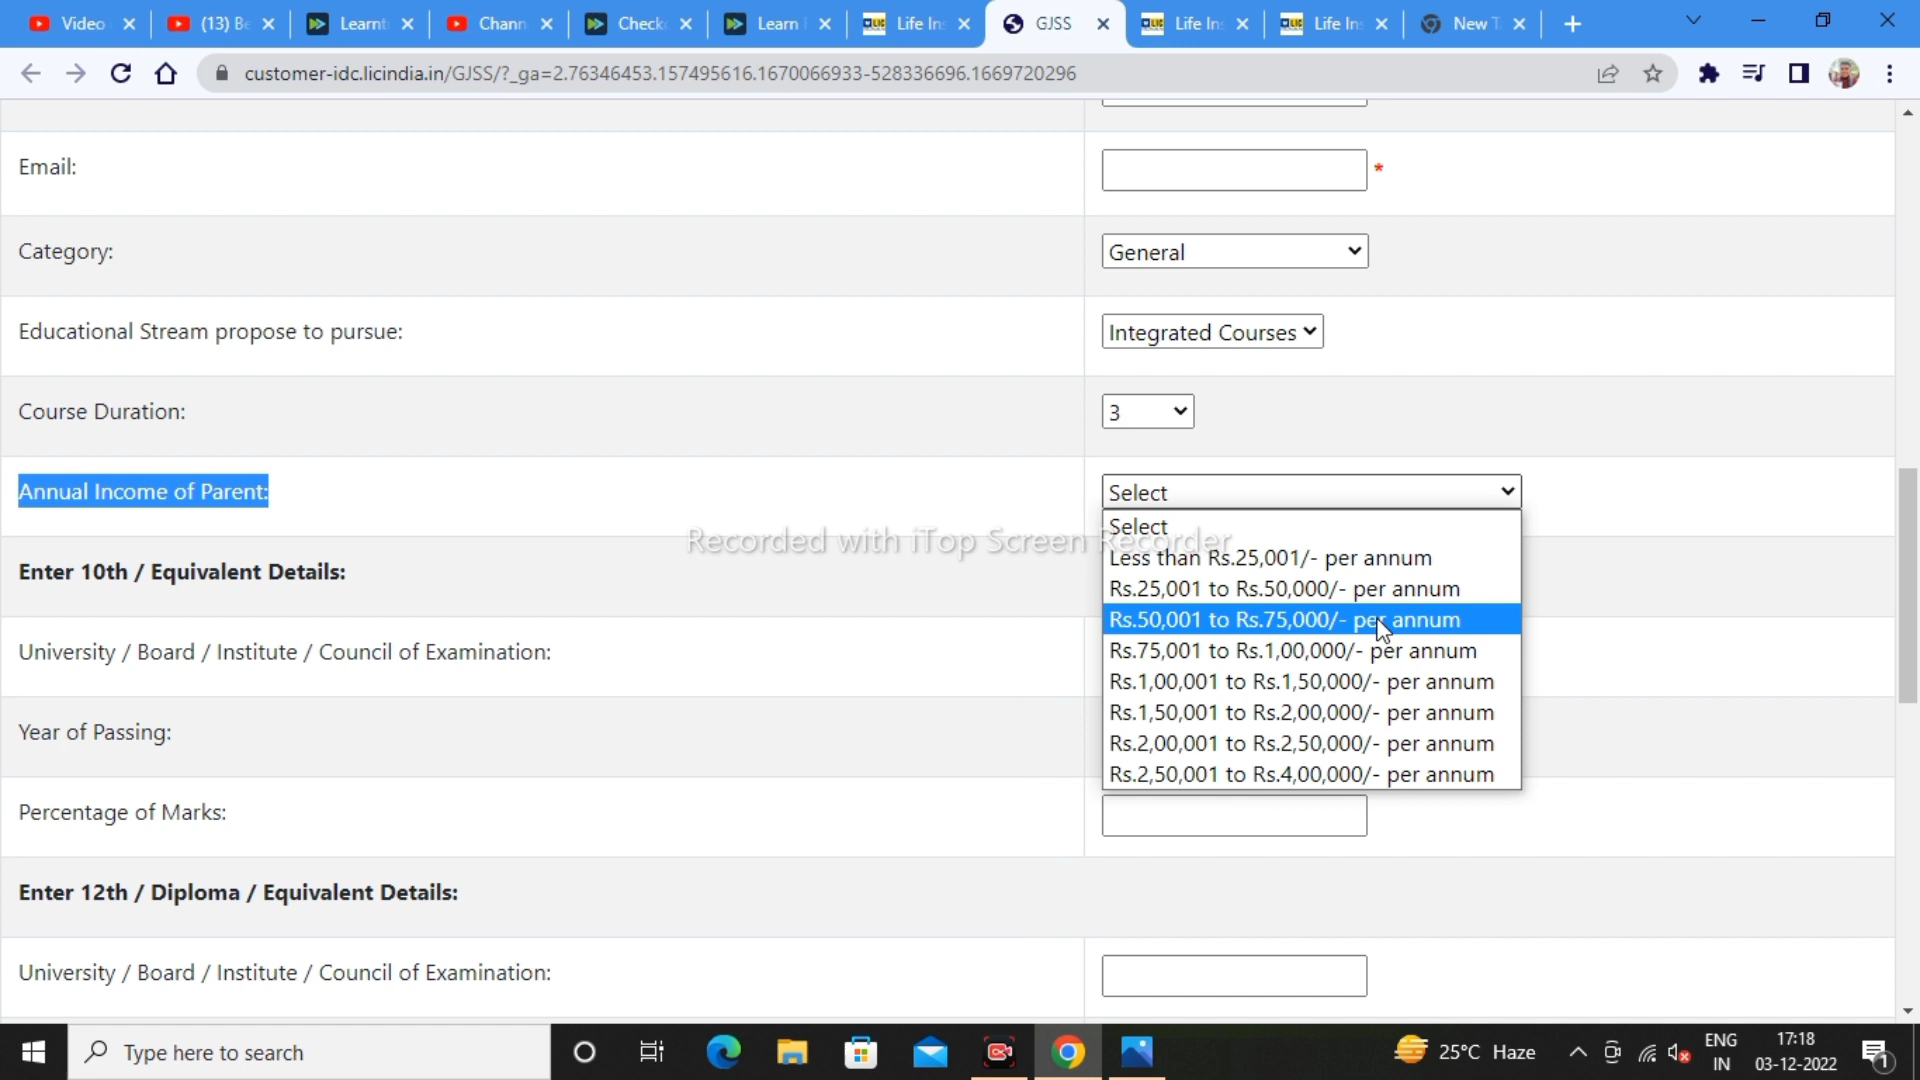 Video
(13) Be
Learnt
Chann
Check
Learn
Life Ins
GJSS
Life Ins
Life Ins
New T
customer-idc.licindia.in/GJSS/?_ga=2.76346453.157495616.1670066933-528336696.1669720296
Email:
*
Category:
General
Educational Stream propose to pursue:
Integrated Courses
Course Duration:
3
Annual Income of Parent:
Select
Select
Recorded with iTop Screen Recorder
Less than Rs.25,001/- per annum
Enter 10th / Equivalent Details:
Rs.25,001 to Rs.50,000/- per annum
Rs.50,001 to Rs.75,000/- per annum
University / Board / Institute / Council of Examination:
Rs.75,001 to Rs.1,00,000/- per annum
Rs.1,00,001 to Rs.1,50,000/- per annum
Year of Passing:
Rs.1,50,001 to Rs.2,00,000/- per annum
Rs.2,00,001 to Rs.2,50,000/- per annum
Rs.2,50,001 to Rs.4,00,000/- per annum
Percentage of Marks:
Enter 12th / Diploma / Equivalent Details:
University / Board / Institute / Council of Examination:
Type here to search
25°C Haze
ENG
IN
17:18
03-12-2022
1